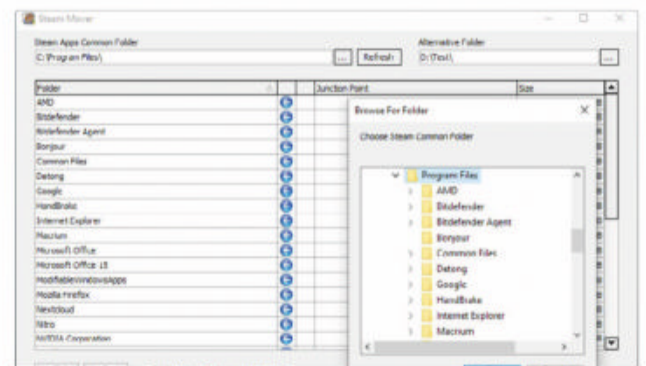 Steam Mover
Steam Apps Common Folder
Alternative Folder
C:\Program Files\
...
Refresh
D:\Test\
...
Folder
Junction Point
Size
AMD
Bitdefender
Bitdefender Agent
Bonjour
Common Files
Datong
Google
HandBrake
Internet Explorer
Macrium
Microsoft Office
Microsoft Office 15
ModifiableWindowsApps
Mozilla Firefox
Nextcloud
Nitro
NVIDIA Corporation
Browse For Folder
Choose Steam Common Folder
Program Files
AMD
Bitdefender
Bitdefender Agent
Bonjour
Common Files
Datong
Google
HandBrake
Internet Explorer
Macrium